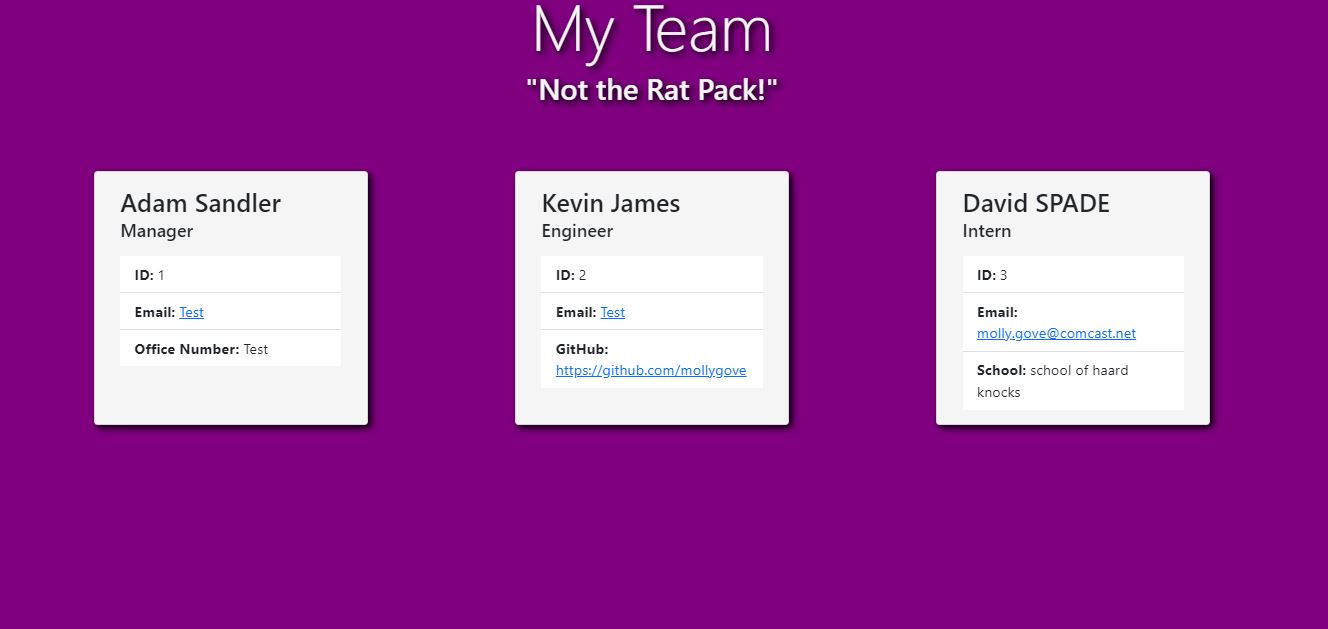 My Team
"Not the Rat Pack!"
Adam Sandler
Manager
ID: 1
Email: Test
Office Number: Test
Kevin James
Engineer
ID: 2
Email: Test
GitHub:
https://github.com/mollygove
David SPADE
Intern
ID: 3
Email:
molly.gove@comcast.net
School: school of haard
knocks